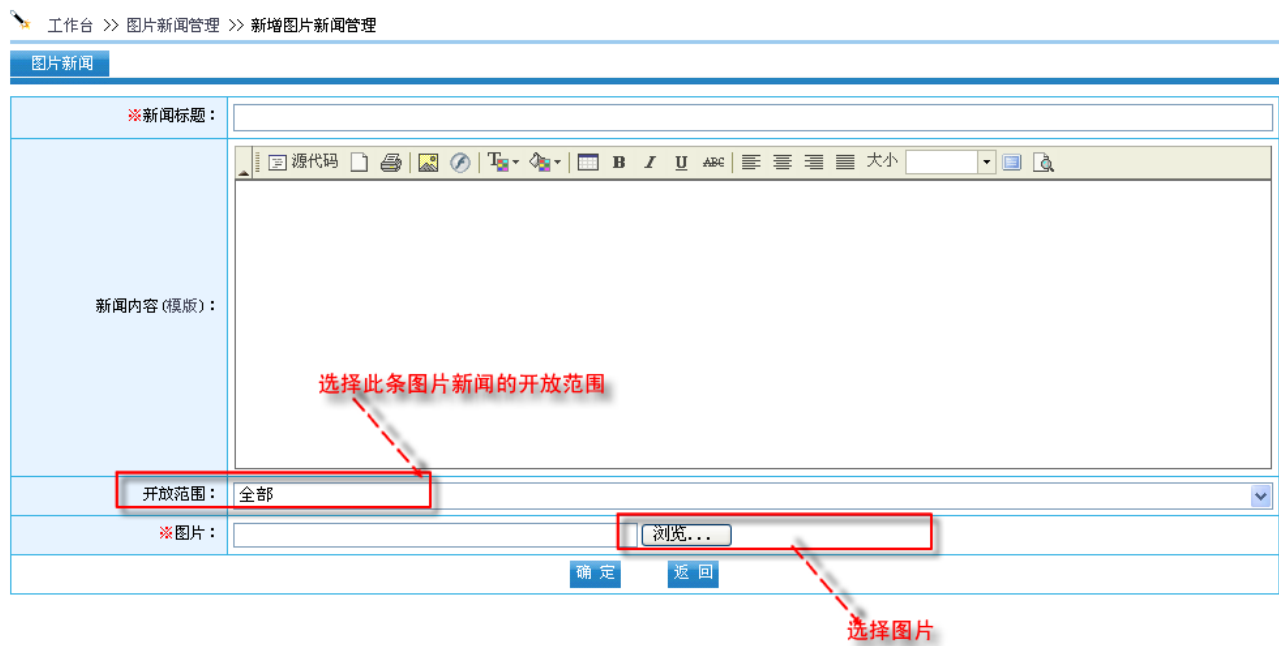 工作台 >> 图片新闻管理 >> 新增图片新闻管理
图片新闻
※新闻标题：
源代码 B I U ABC 大小
新闻内容(模版)：
选择此条图片新闻的开放范围
开放范围： 全部
※图片： 浏览...
确 定 返 回
选择图片